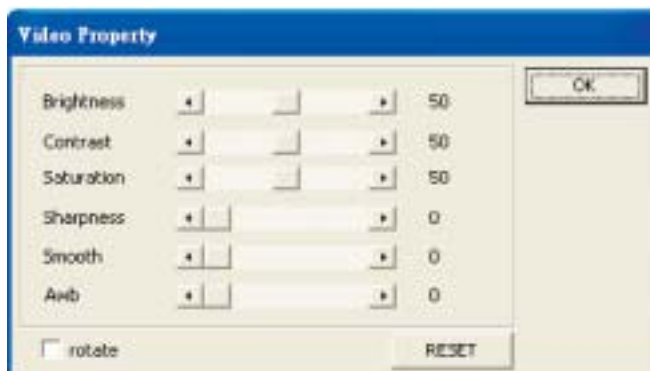 Video Property
Brightness 50
OK
Contrast 50
Saturation 50
Sharpness 0
Smooth 0
Awb 0
rotate
RESET